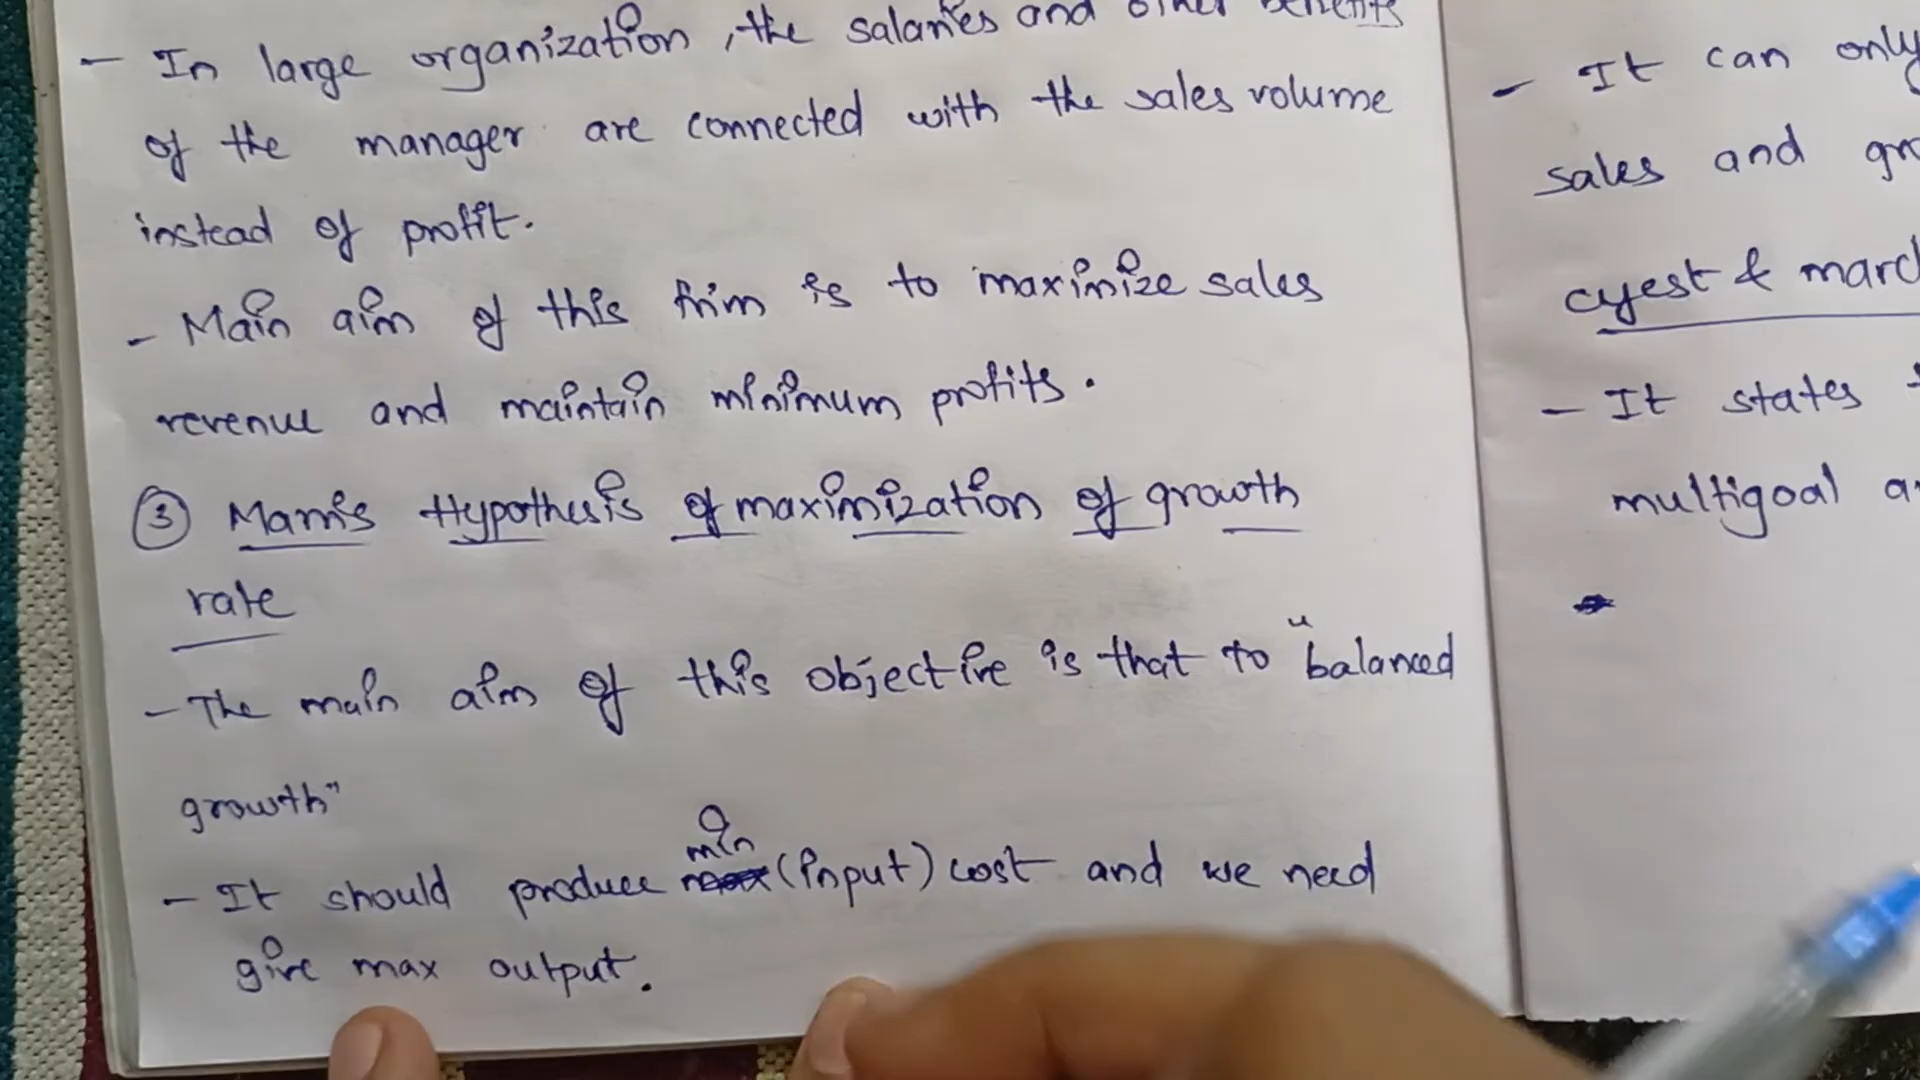 - In large organization, the salaries and other benefits
of the manager are connected with the sales volume
instead of profit.
- Main aim of this frim is to maximize sales
revenue and maintain minimum profits.
③ Marris Hypothesis of maximization of growth
rate
- The main aim of this objective is that to "balanced
growth"
- It should produce min (input) cost and we need
give max output.
- It can only
sales and
cyest &
- It states
multigoal